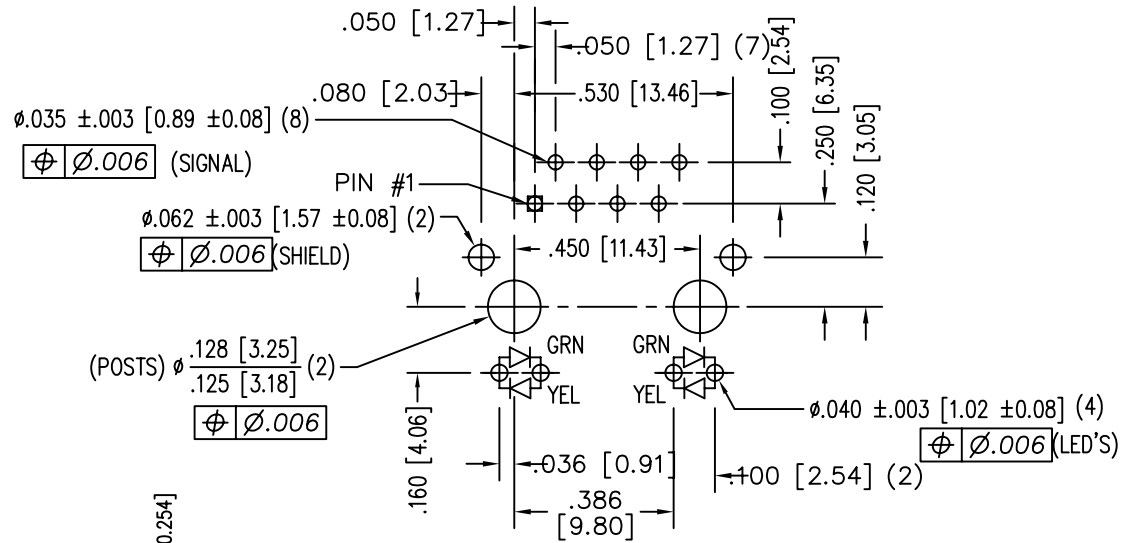 .050 [1.27]
.050 [1.27] (7)
.100 [2.54]
.080 [2.03]
.530 [13.46]
.250 [6.35]
.120 [3.05]
ø.035 ±.003 [0.89 ±0.08] (8)
⌖ Ø.006 (SIGNAL)
PIN #1
ø.062 ±.003 [1.57 ±0.08] (2)
⌖ Ø.006 (SHIELD)
.450 [11.43]
(POSTS) ø .128 [3.25] (2)
.125 [3.18]
⌖ Ø.006
GRN
GRN
YEL
YEL
ø.040 ±.003 [1.02 ±0.08] (4)
⌖ Ø.006 (LED'S)
.160 [4.06]
.036 [0.91]
.100 [2.54] (2)
.386
[9.80]
0.254]